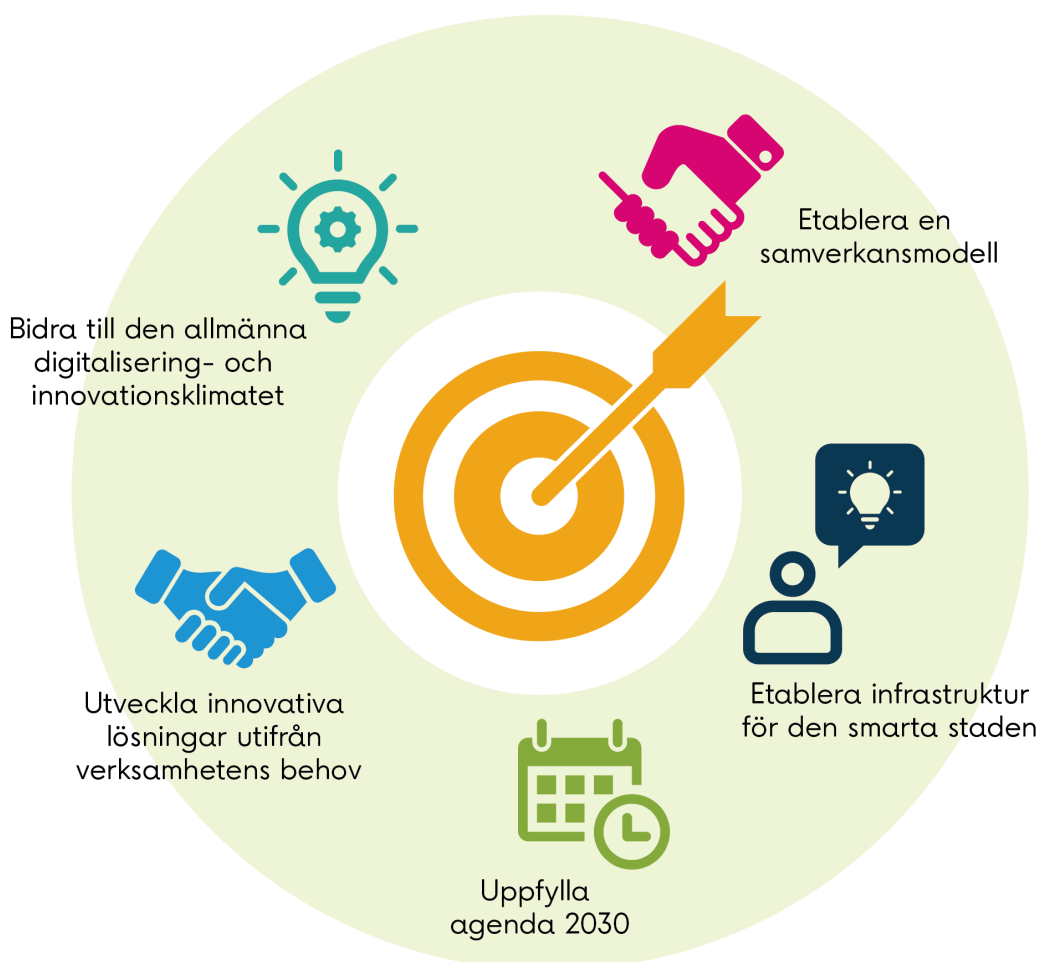 Etablera en
samverkansmodell
Bidra till den allmänna
digitalisering- och
innovationsklimatet
Etablera infrastruktur
för den smarta staden
Utveckla innovativa
lösningar utifrån
verksamhetens behov
Uppfylla
agenda 2030